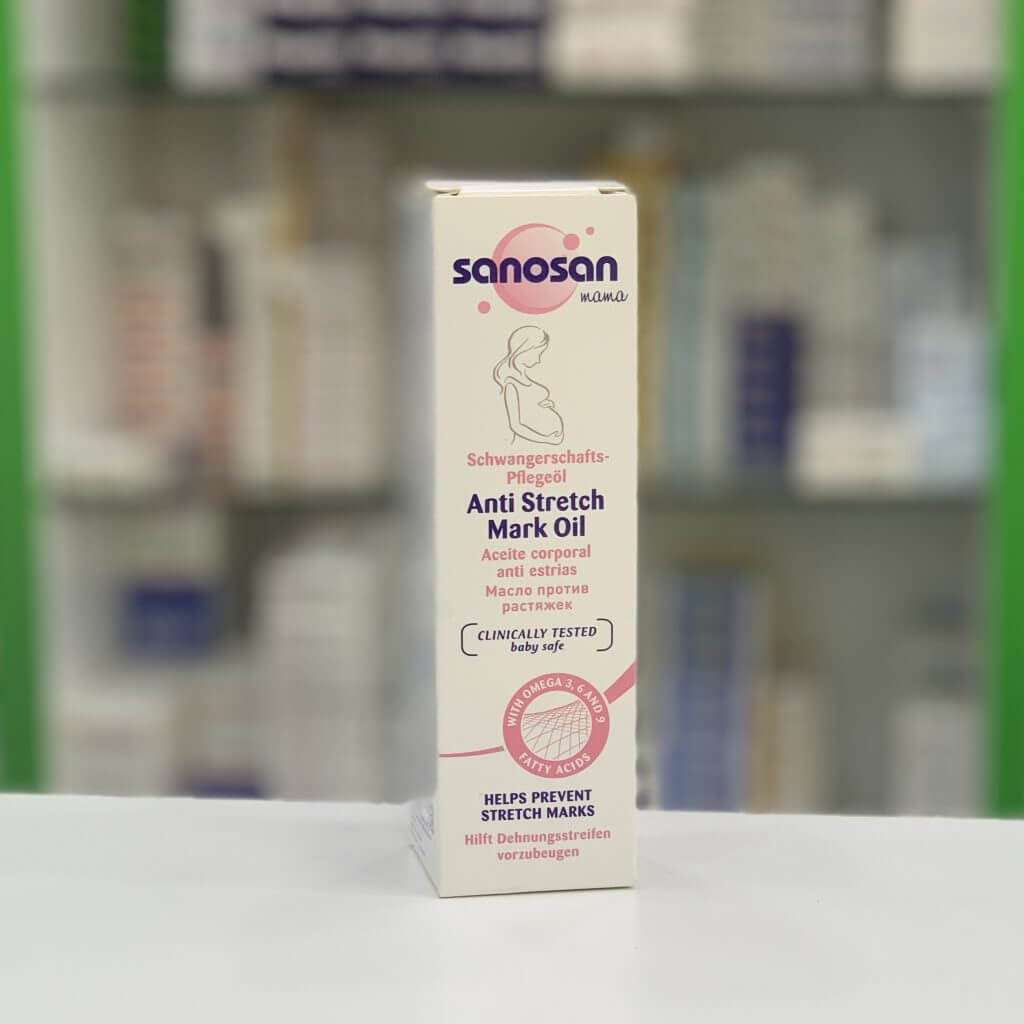 sanosan
mama
Schwangerschafts-
Pflegeöl
Anti Stretch
Mark Oil
Aceite corporal
anti estrias
Масло против
растяжек
CLINICALLY TESTED
baby safe
WITH OMEGA 3, 6 AND 9
FATTY ACIDS
HELPS PREVENT
STRETCH MARKS
Hilft Dehnungsstreifen
vorzubeugen